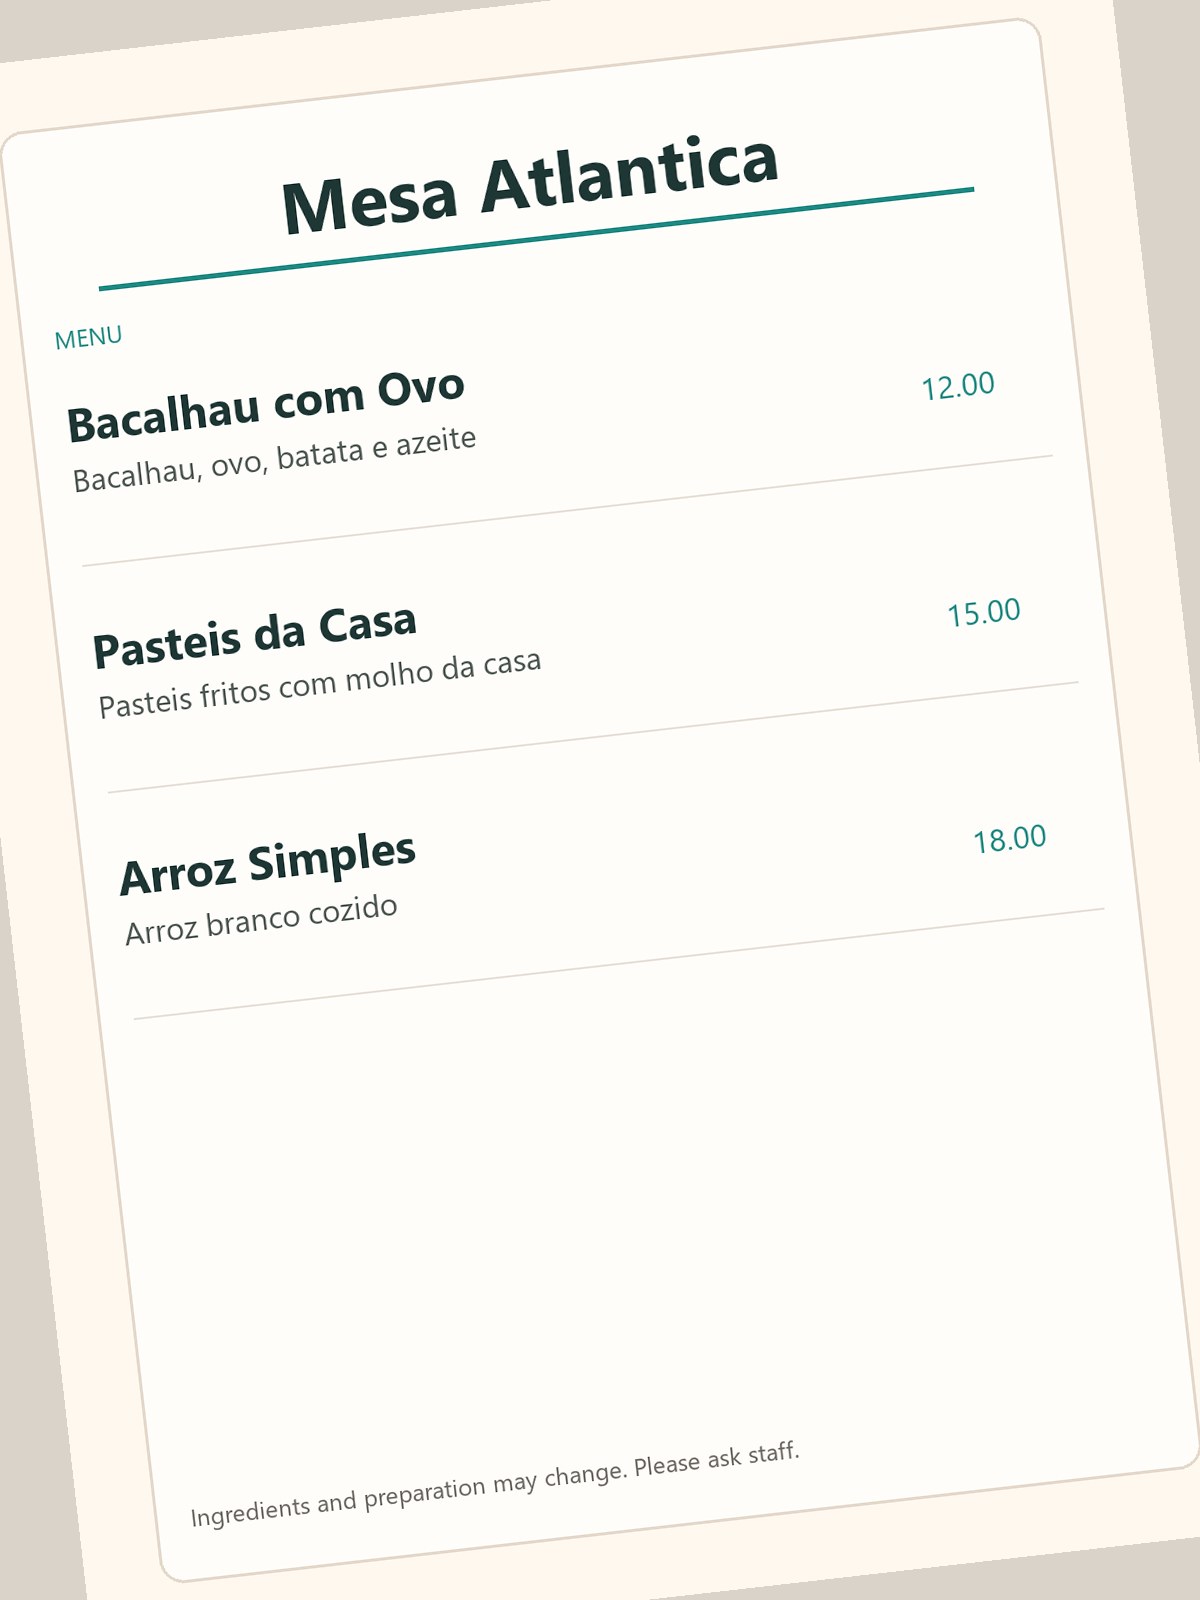 Mesa Atlantica
MENU
Bacalhau com Ovo
12.00
Bacalhau, ovo, batata e azeite
Pasteis da Casa
15.00
Pasteis fritos com molho da casa
Arroz Simples
18.00
Arroz branco cozido
Ingredients and preparation may change. Please ask staff.